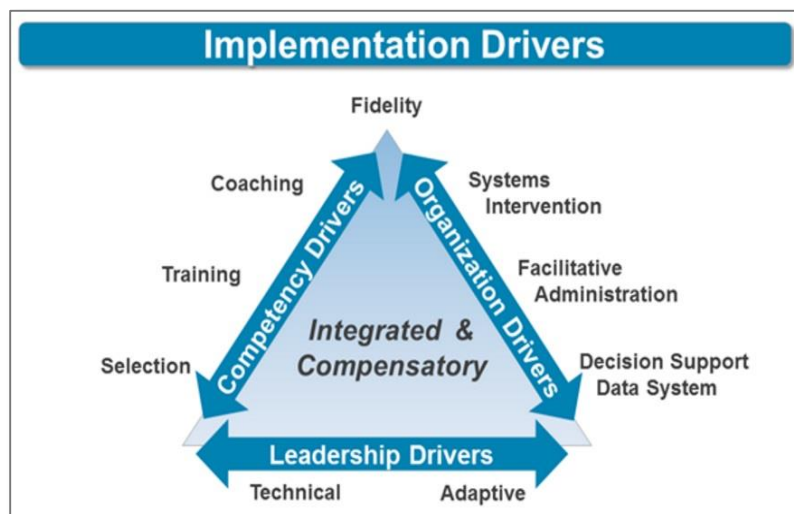 Implementation Drivers
Fidelity
Coaching
Training
Selection
Competency Drivers
Organization Drivers
Systems
Intervention
Facilitative
Administration
Decision Support
Data System
Integrated &
Compensatory
Leadership Drivers
Technical
Adaptive